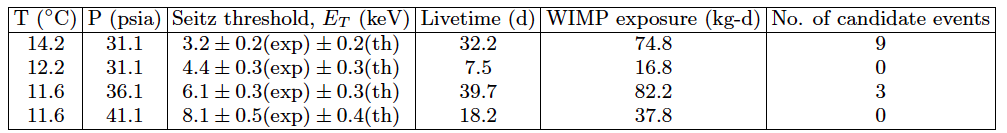 T (°C) P (psia) Seitz threshold, E_T (keV) Livetime (d) WIMP exposure (kg-d) No. of candidate events
14.2 31.1 3.2 ± 0.2(exp) ± 0.2(th) 32.2 74.8 9
12.2 31.1 4.4 ± 0.3(exp) ± 0.3(th) 7.5 16.8 0
11.6 36.1 6.1 ± 0.3(exp) ± 0.3(th) 39.7 82.2 3
11.6 41.1 8.1 ± 0.5(exp) ± 0.4(th) 18.2 37.8 0